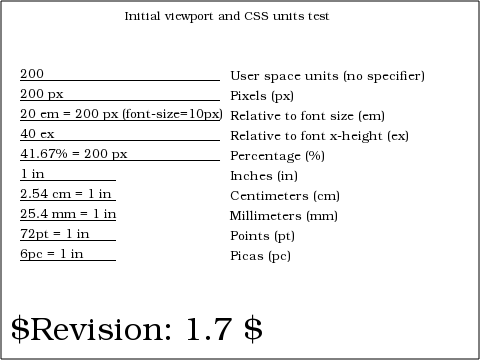 Initial viewport and CSS units test
200 User space units (no specifier)
200 px Pixels (px)
20 em = 200 px (font-size=10px) Relative to font size (em)
40 ex Relative to font x-height (ex)
41.67% = 200 px Percentage (%)
1 in Inches (in)
2.54 cm = 1 in Centimeters (cm)
25.4 mm = 1 in Millimeters (mm)
72pt = 1 in Points (pt)
6pc = 1 in Picas (pc)
$Revision: 1.7 $